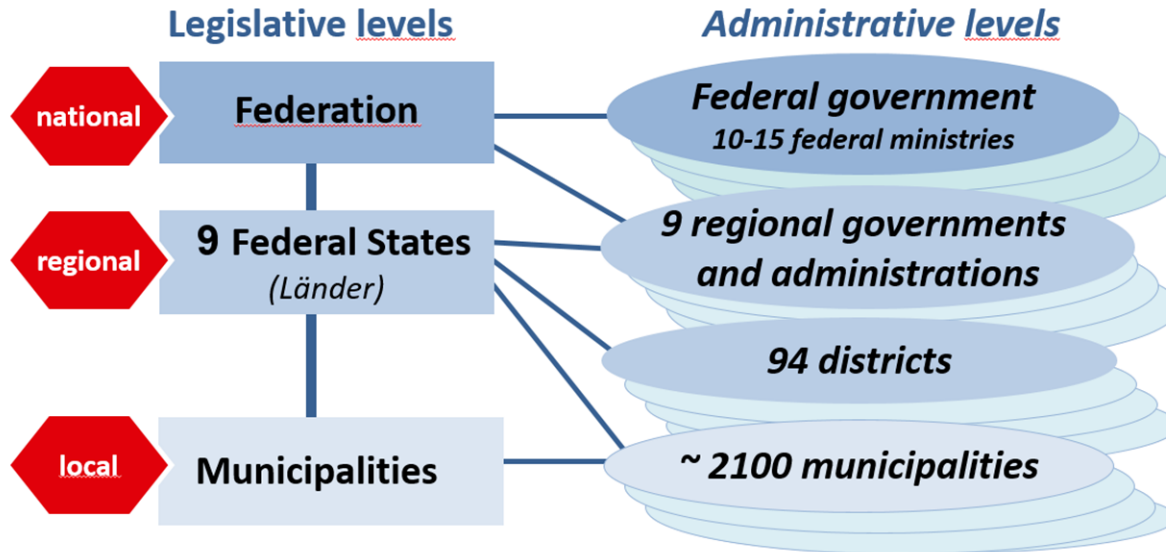 Legislative levels
Administrative levels
national
Federation
Federal government
10-15 federal ministries
regional
9 Federal States
(Länder)
9 regional governments
and administrations
94 districts
local
Municipalities
~ 2100 municipalities